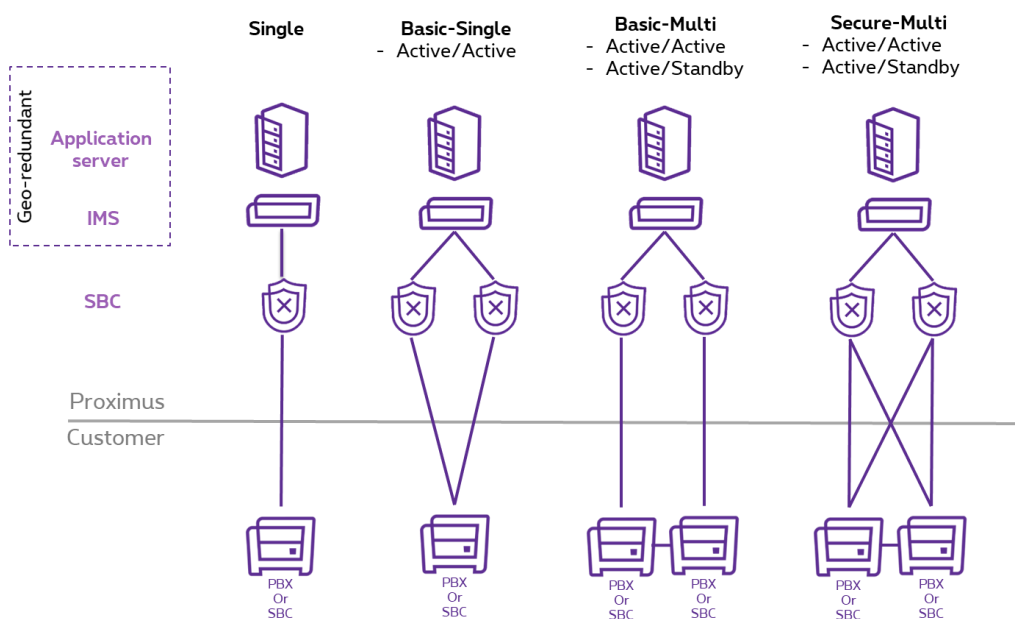 Single
Basic-Single
- Active/Active
Basic-Multi
- Active/Active
- Active/Standby
Secure-Multi
- Active/Active
- Active/Standby
Geo-redundant
Application
server
IMS
SBC
Proximus
Customer
PBX
Or
SBC
PBX
Or
SBC
PBX
Or
SBC
PBX
Or
SBC
PBX
Or
SBC
PBX
Or
SBC